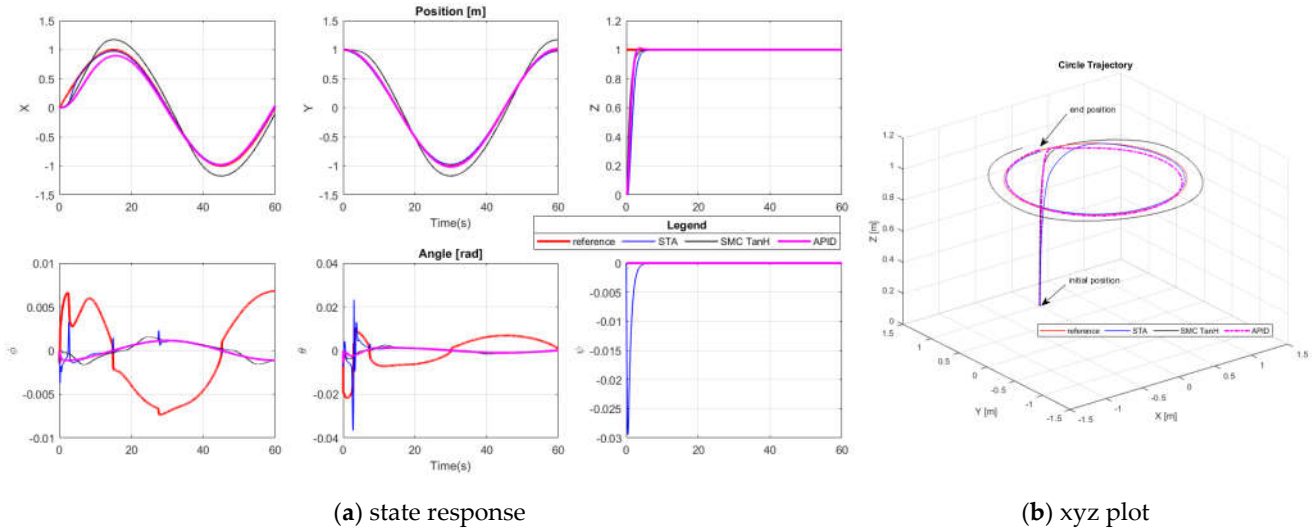 Position [m]
1.5
1
0.5
0
-0.5
-1
-1.5
X
0 20 40 60
1.5
1
0.5
0
-0.5
-1
-1.5
Y
0 20 40 60
Time(s)
1.2
1
0.8
0.6
0.4
0.2
0
Z
0 20 40 60
Legend
reference STA SMC TanH APID
Angle [rad]
0.01
0.005
0
-0.005
-0.01
ϕ
0 20 40 60
0.04
0.02
0
-0.02
-0.04
θ
0 20 40 60
Time(s)
0
-0.005
-0.01
-0.015
-0.02
-0.025
-0.03
ψ
0 20 40 60
(a) state response
Circle Trajectory
end position
initial position
1.2
1
0.8
0.6
0.4
0.2
0
Z [m]
reference STA SMC TanH APID
1.5
1
0.5
0
-0.5
-1
-1.5
Y [m]
-1.5
-1
-0.5
0
0.5
1
1.5
X [m]
(b) xyz plot